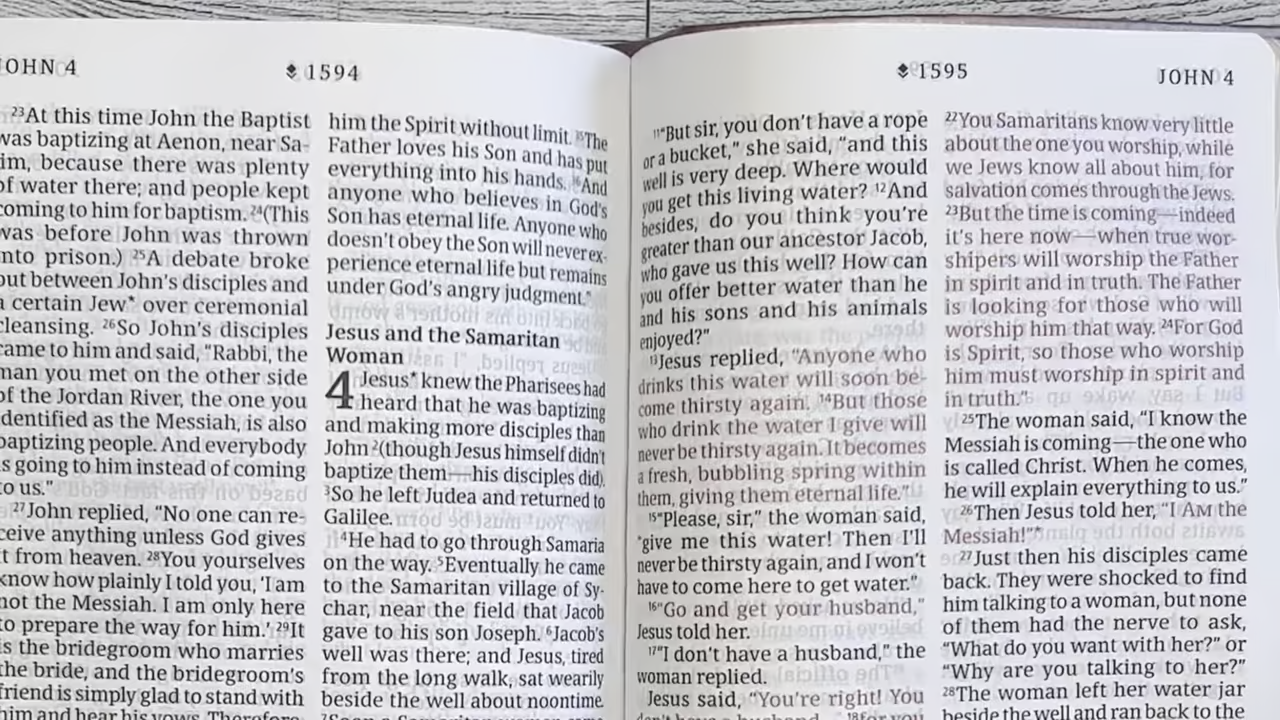 JOHN 4
1594
23At this time John the Baptist
was baptizing at Aenon, near Sa-
im, because there was plenty
of water there; and people kept
coming to him for baptism. 24(This
was before John was thrown
nto prison.) 25A debate broke
out between John’s disciples and
a certain Jew* over ceremonial
cleansing. 26So John’s disciples
came to him and said, “Rabbi, the
man you met on the other side
of the Jordan River, the one you
identified as the Messiah, is also
baptizing people. And everybody
is going to him instead of coming
to us.”
27John replied, “No one can re-
ceive anything unless God gives
t from heaven. 28You yourselves
know how plainly I told you, ‘I am
not the Messiah. I am only here
to prepare the way for him.’ 29It
is the bridegroom who marries
the bride, and the bridegroom’s
friend is simply glad to stand with
him and hear his vows. Therefore,
him the Spirit without limit. 35The
Father loves his Son and has put
everything into his hands. 36And
anyone who believes in God’s
Son has eternal life. Anyone who
doesn’t obey the Son will never ex-
perience eternal life but remains
under God’s angry judgment.”
Jesus and the Samaritan
Woman
4 Jesus* knew the Pharisees had
heard that he was baptizing
and making more disciples than
John 2(though Jesus himself didn’t
baptize them—his disciples did).
3So he left Judea and returned to
Galilee.
4He had to go through Samaria
on the way. 5Eventually he came
to the Samaritan village of Sy-
char, near the field that Jacob
gave to his son Joseph. 6Jacob’s
well was there; and Jesus, tired
from the long walk, sat wearily
beside the well about noontime.
7Soon a Samaritan woman came
1595
JOHN 4
11“But sir, you don’t have a rope
or a bucket,” she said, “and this
well is very deep. Where would
you get this living water? 12And
besides, do you think you’re
greater than our ancestor Jacob,
who gave us this well? How can
you offer better water than he
and his sons and his animals
enjoyed?”
13Jesus replied, “Anyone who
drinks this water will soon be-
come thirsty again. 14But those
who drink the water I give will
never be thirsty again. It becomes
a fresh, bubbling spring within
them, giving them eternal life.”
15“Please, sir,” the woman said,
“give me this water! Then I’ll
never be thirsty again, and I won’t
have to come here to get water.”
16“Go and get your husband,”
Jesus told her.
17“I don’t have a husband,” the
woman replied.
Jesus said, “You’re right! You
don’t have a husband 18for you
22You Samaritans know very little
about the one you worship, while
we Jews know all about him, for
salvation comes through the Jews.
23But the time is coming—indeed
it’s here now—when true wor-
shipers will worship the Father
in spirit and in truth. The Father
is looking for those who will
worship him that way. 24For God
is Spirit, so those who worship
him must worship in spirit and
in truth.”
25The woman said, “I know the
Messiah is coming—the one who
is called Christ. When he comes,
he will explain everything to us.”
26Then Jesus told her, “I AM the
Messiah!”*
27Just then his disciples came
back. They were shocked to find
him talking to a woman, but none
of them had the nerve to ask,
“What do you want with her?” or
“Why are you talking to her?”
28The woman left her water jar
beside the well and ran back to the